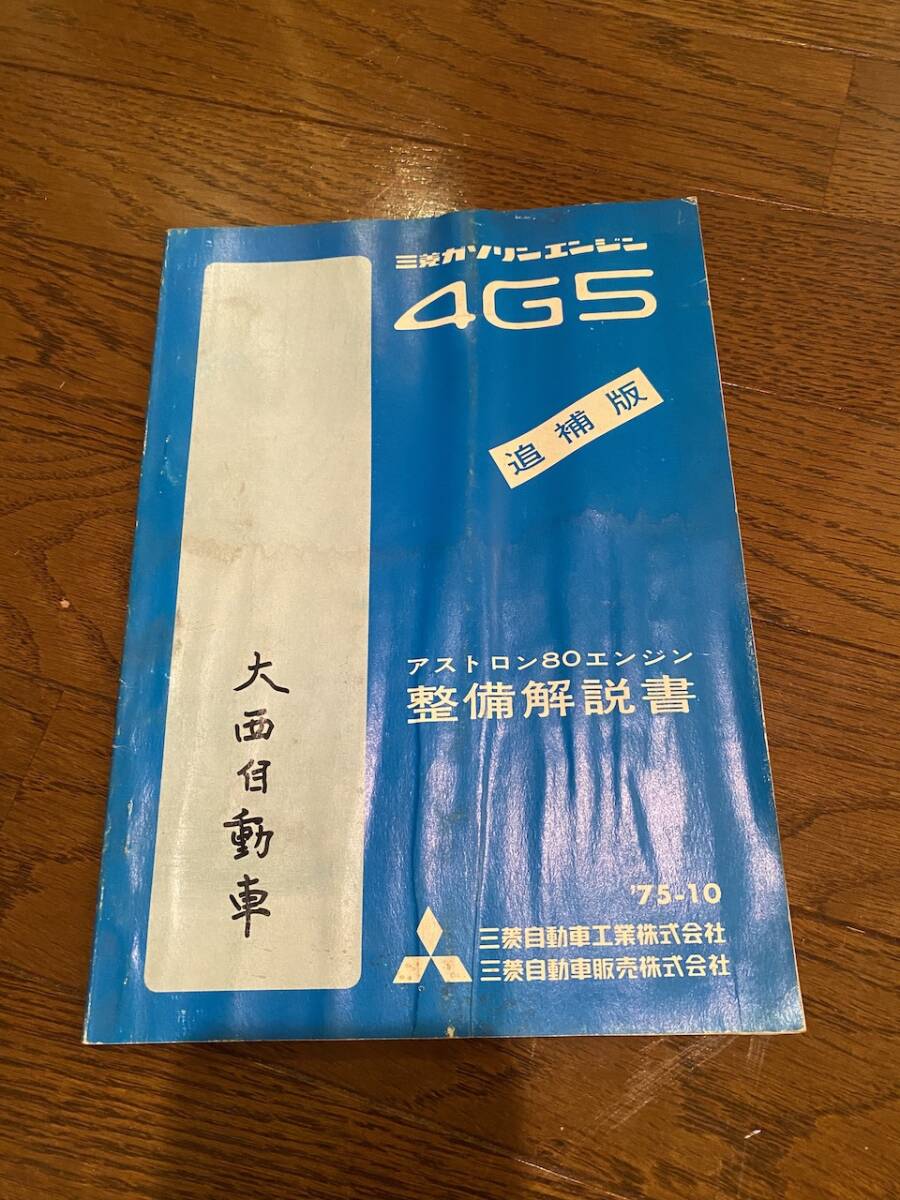 三菱ガソリンエンジン
4G5
追補版
アストロン80エンジン
整備解説書
大西自動車
'75-10
三菱自動車工業株式会社
三菱自動車販売株式会社